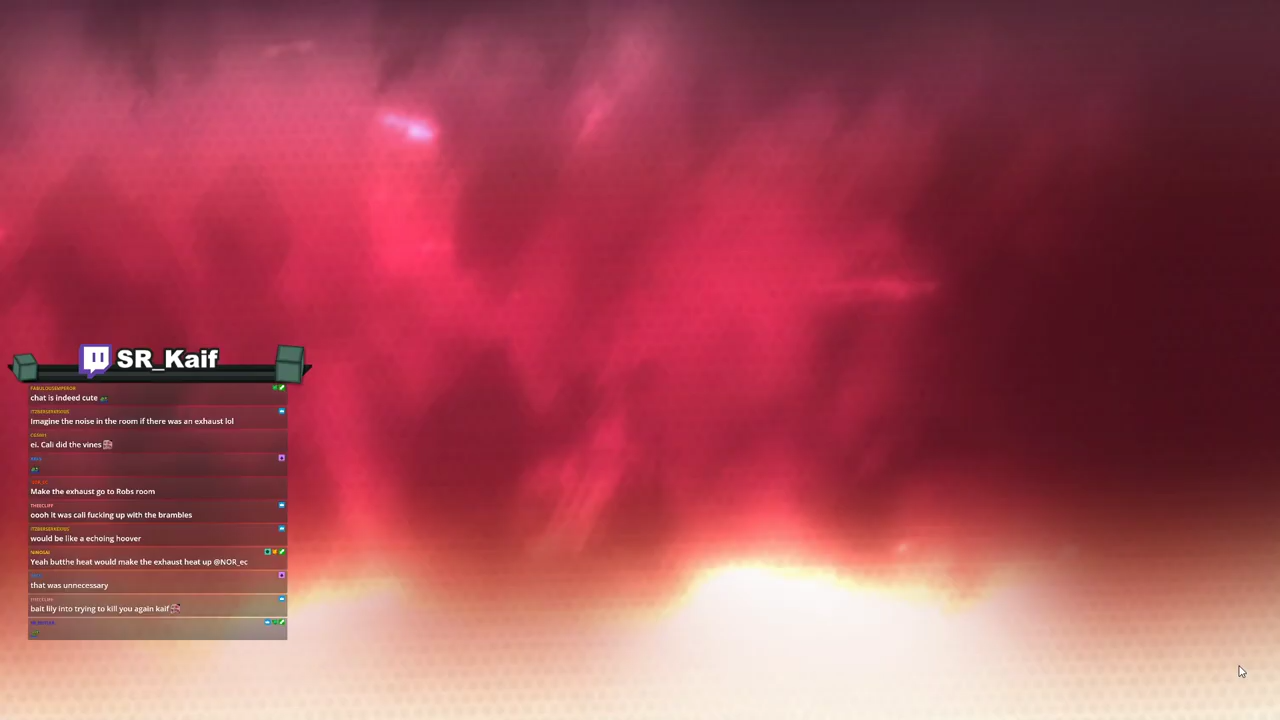 SR_Kaif
FABULOUSEMPEROR
chat is indeed cute
Imagine the noise in the room if there was an exhaust lol
ei. Cali did the vines
Make the exhaust go to Robs room
THEECLIFF
oooh it was call fucking up with the brambles
would be like a echoing hoover
Yeah butthe heat would make the exhaust heat up @NOR_ec
that was unnecessary
bait lily into trying to kill you again kaif